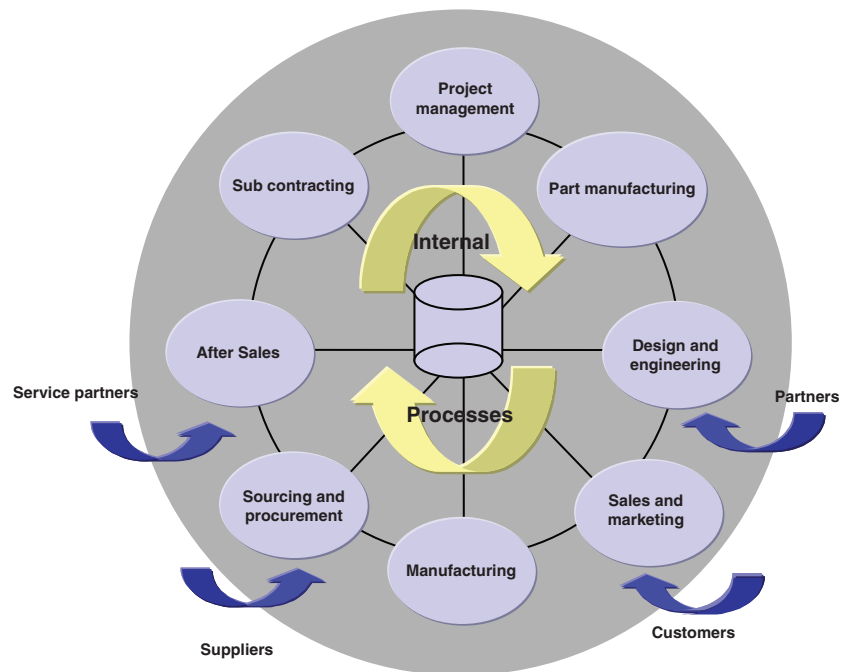 Project
management
Sub contracting
Part manufacturing
Internal
After Sales
Design and
engineering
Service partners
Partners
Processes
Sourcing and
procurement
Sales and
marketing
Manufacturing
Customers
Suppliers